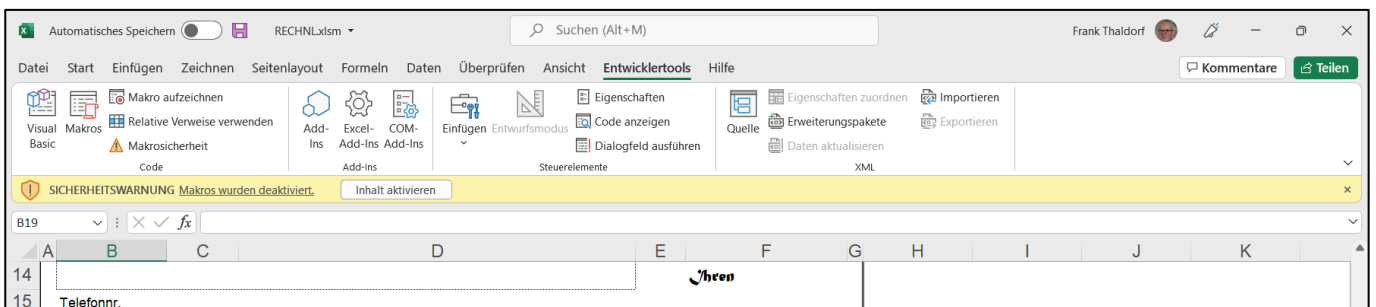 Automatisches Speichern RECHNL.xlsm Suchen (Alt+M) Frank Thaldorf
Datei Start Einfügen Zeichnen Seitenlayout Formeln Daten Überprüfen Ansicht Entwicklertools Hilfe Kommentare Teilen
Visual Basic
Makros
Makro aufzeichnen
Relative Verweise verwenden
Makrosicherheit
Code
Add-Ins
Excel-Add-Ins
COM-Add-Ins
Add-Ins
Einfügen
Entwurfsmodus
Eigenschaften
Code anzeigen
Dialogfeld ausführen
Steuerelemente
Quelle
Eigenschaften zuordnen
Erweiterungspakete
Daten aktualisieren
Importieren
Exportieren
XML
SICHERHEITSWARNUNG Makros wurden deaktiviert. Inhalt aktivieren
B19 fx
A B C D E F G H I J K
14 Ihren
15 Telefonnr.